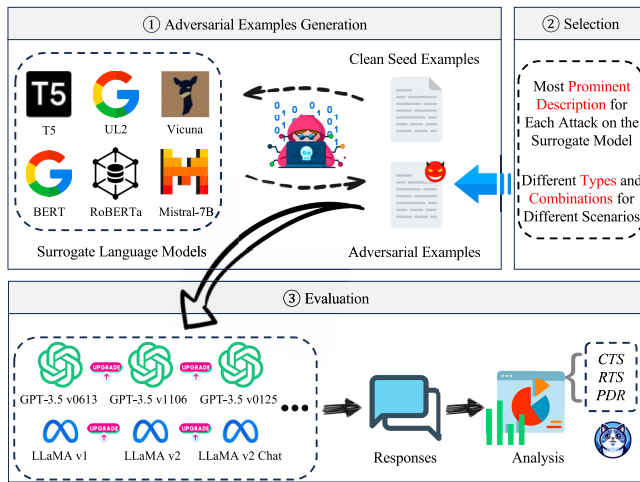 ① Adversarial Examples Generation
② Selection
Clean Seed Examples
T5
T5
UL2
Vicuna
BERT
RoBERTa
Mistral-7B
Surrogate Language Models
Adversarial Examples
Most Prominent
Description for
Each Attack on the
Surrogate Model
Different Types and
Combinations for
Different Scenarios
③ Evaluation
UPGRADE
UPGRADE
GPT-3.5 v0613
GPT-3.5 v1106
GPT-3.5 v0125
UPGRADE
UPGRADE
LLaMA v1
LLaMA v2
LLaMA v2 Chat
Responses
Analysis
CTS
RTS
PDR